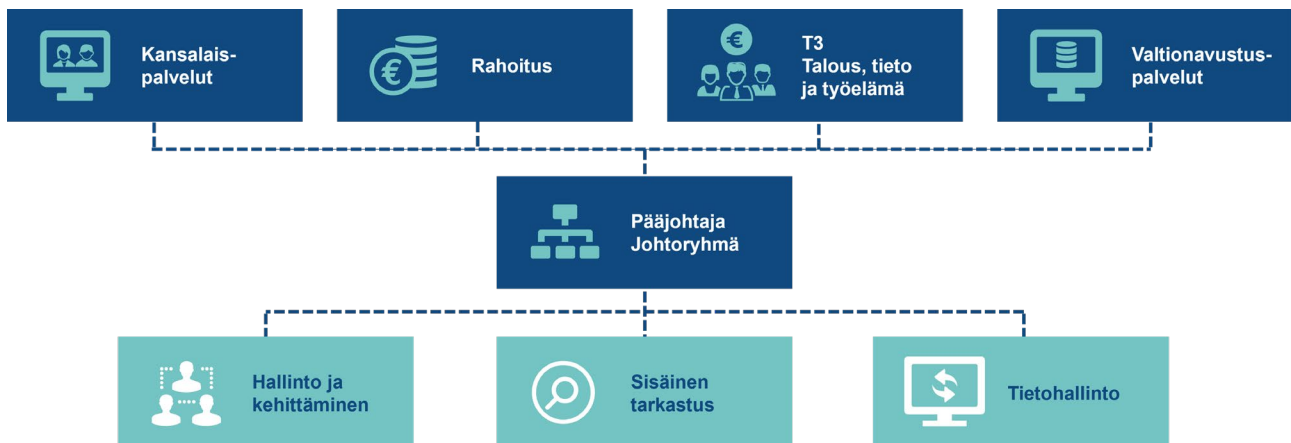 Kansalais-
palvelut
Rahoitus
T3
Talous, tieto
ja työelämä
Valtionavustus-
palvelut
Pääjohtaja
Johtoryhmä
Hallinto ja
kehittäminen
Sisäinen
tarkastus
Tietohallinto